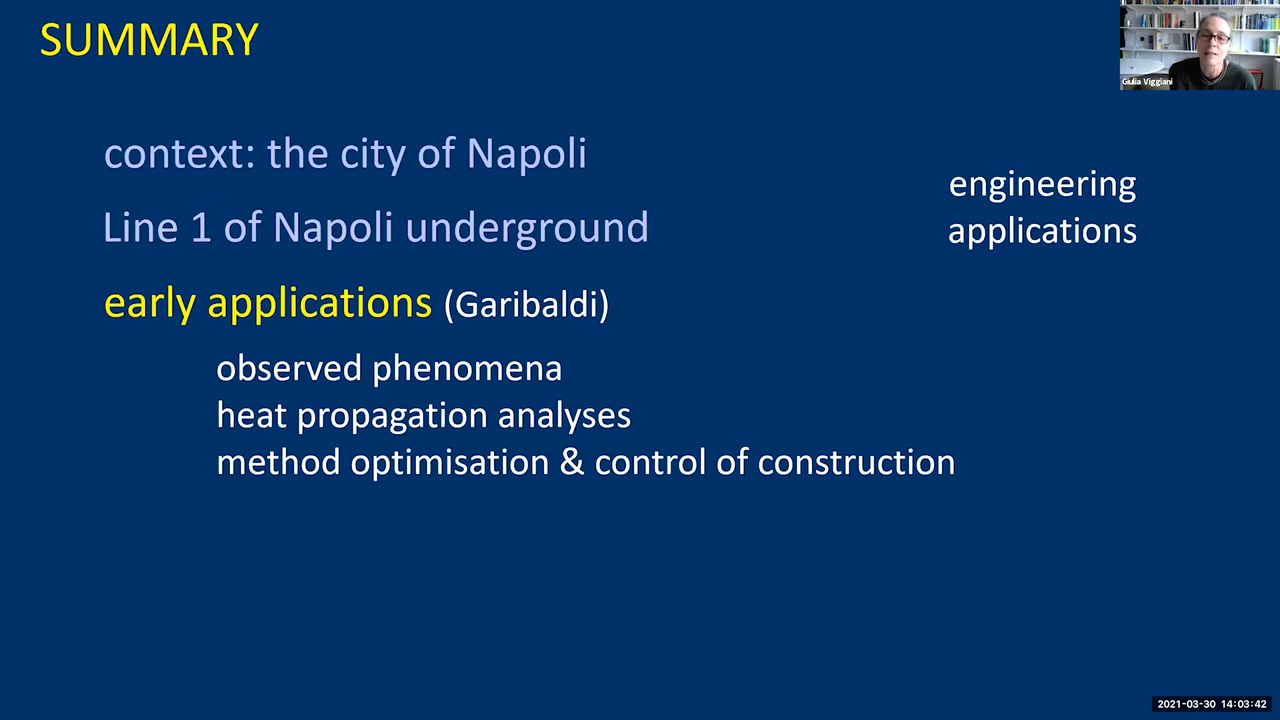 SUMMARY
Giulia Viggiani
context: the city of Napoli
Line 1 of Napoli underground
engineering
applications
early applications (Garibaldi)
observed phenomena
heat propagation analyses
method optimisation & control of construction
2021-03-30 14:03:42